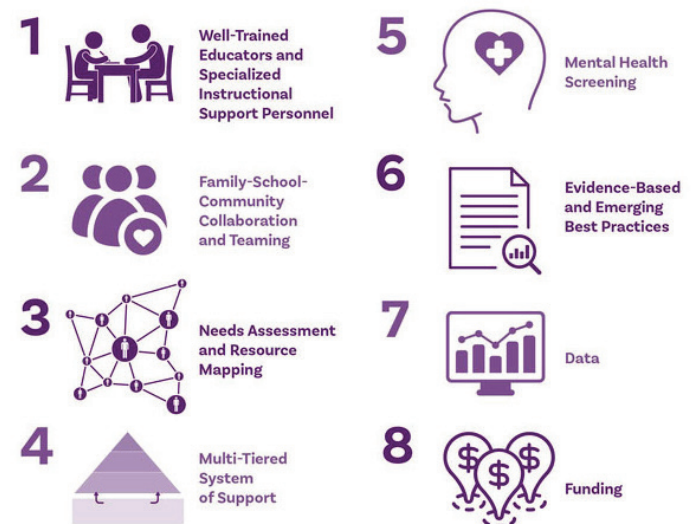 1
Well-Trained
Educators and
Specialized
Instructional
Support Personnel
2
Family-School-
Community
Collaboration
and Teaming
3
Needs Assessment
and Resource
Mapping
4
Multi-Tiered
System
of Support
5
Mental Health
Screening
6
Evidence-Based
and Emerging
Best Practices
7
Data
8
$ $ $
Funding